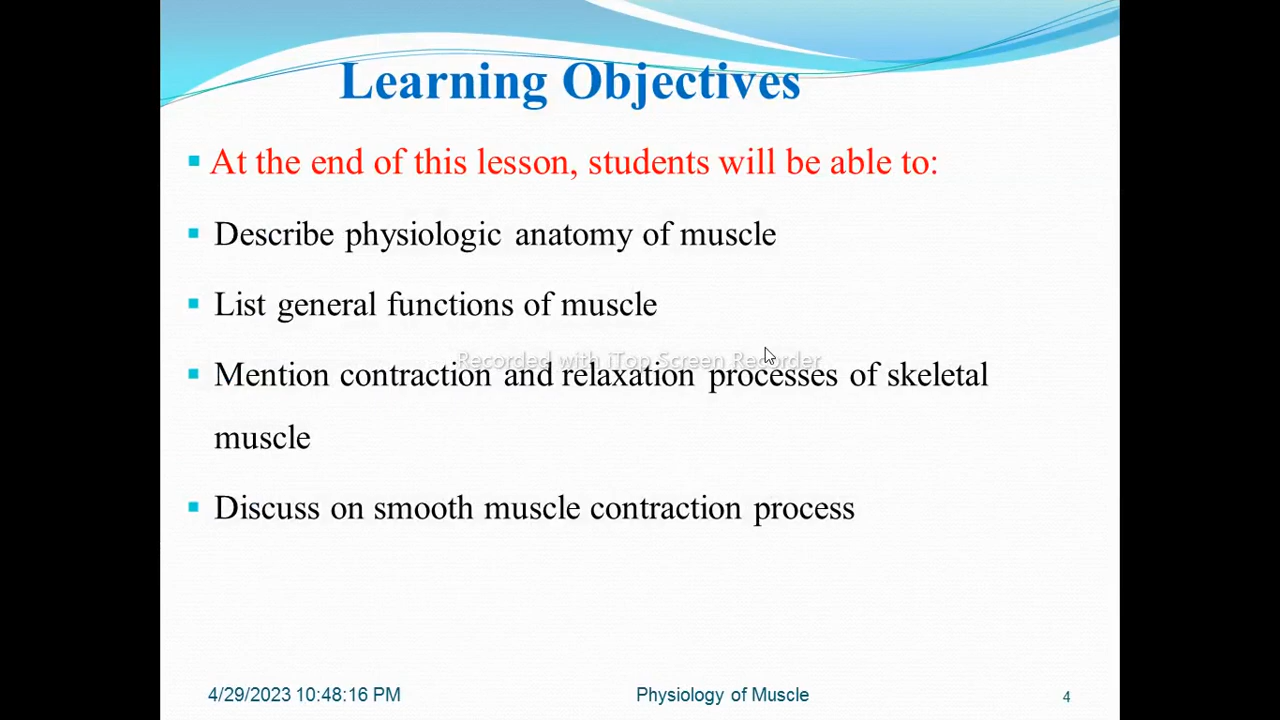 Learning Objectives
At the end of this lesson, students will be able to:
Describe physiologic anatomy of muscle
List general functions of muscle
Recorded with iTop Screen Recorder
Mention contraction and relaxation processes of skeletal
muscle
Discuss on smooth muscle contraction process
4/29/2023 10:48:16 PM Physiology of Muscle 4